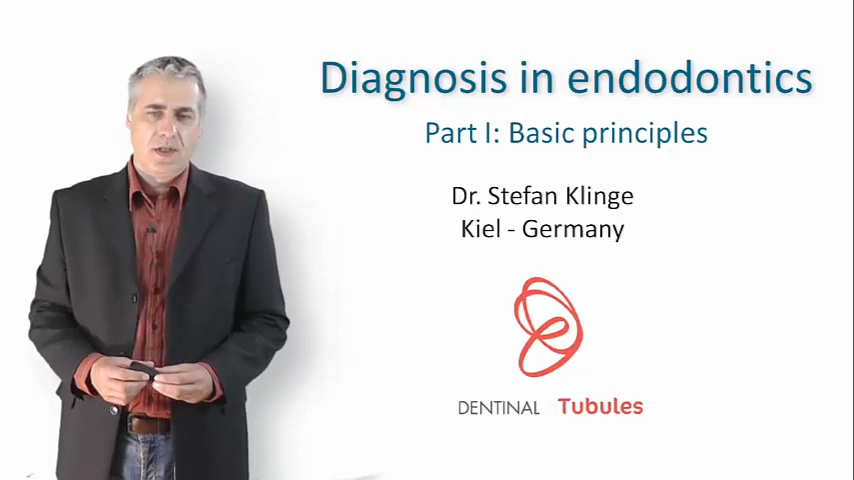 Diagnosis in endodontics
Part I: Basic principles
Dr. Stefan Klinge
Kiel - Germany
DENTINAL Tubules